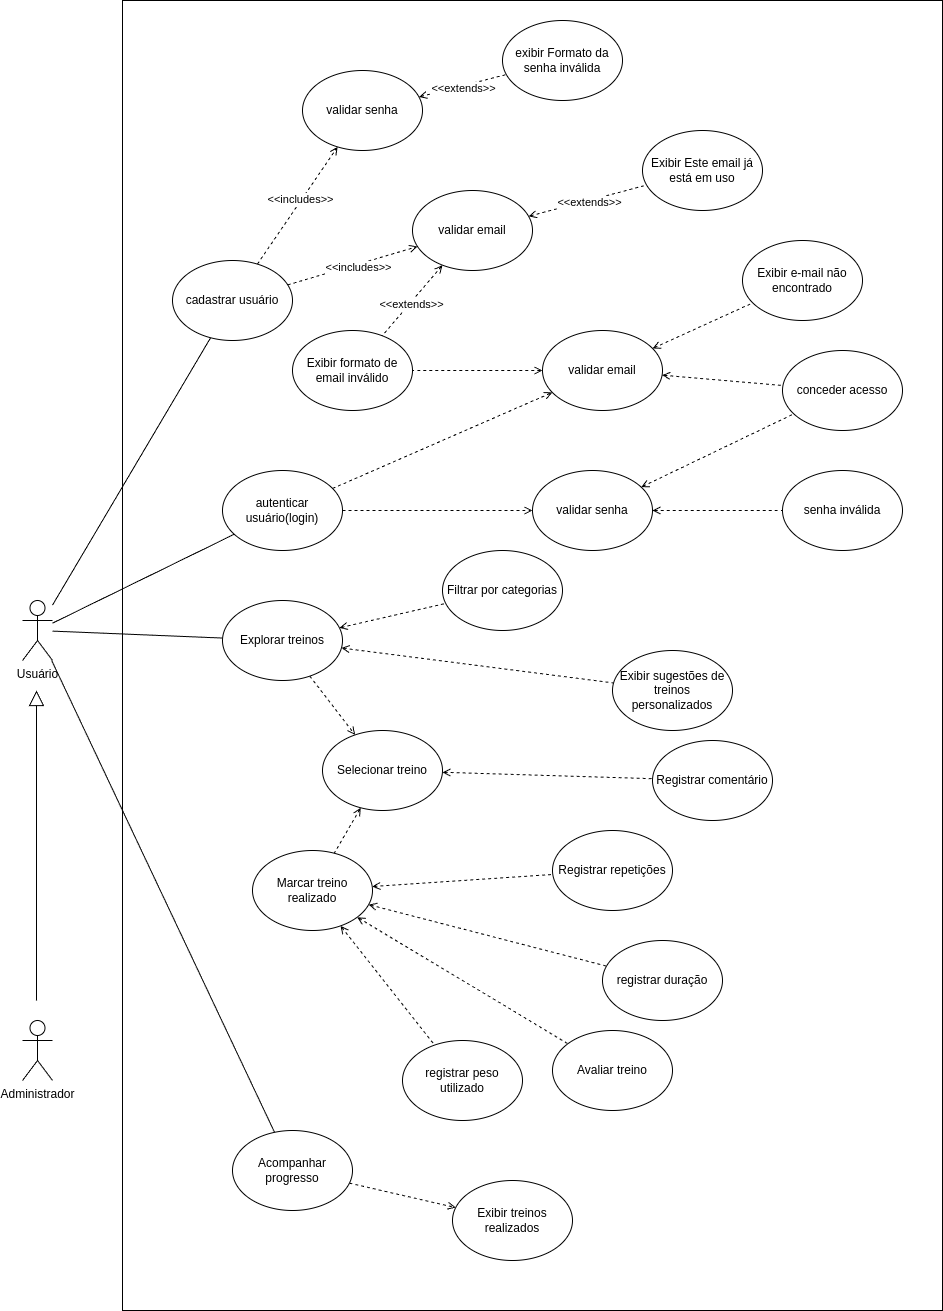 exibir Formato da
senha inválida
<<extends>>
validar senha
Exibir Este email já
está em uso
<<includes>>
<<extends>>
validar email
<<includes>>
Exibir e-mail não
encontrado
cadastrar usuário
<<extends>>
Exibir formato de
email inválido
validar email
conceder acesso
autenticar
usuário(login)
validar senha
senha inválida
Filtrar por categorias
Explorar treinos
Usuário
Exibir sugestões de
treinos
personalizados
Selecionar treino
Registrar comentário
Marcar treino
realizado
Registrar repetições
registrar duração
registrar peso
utilizado
Avaliar treino
Administrador
Acompanhar
progresso
Exibir treinos
realizados